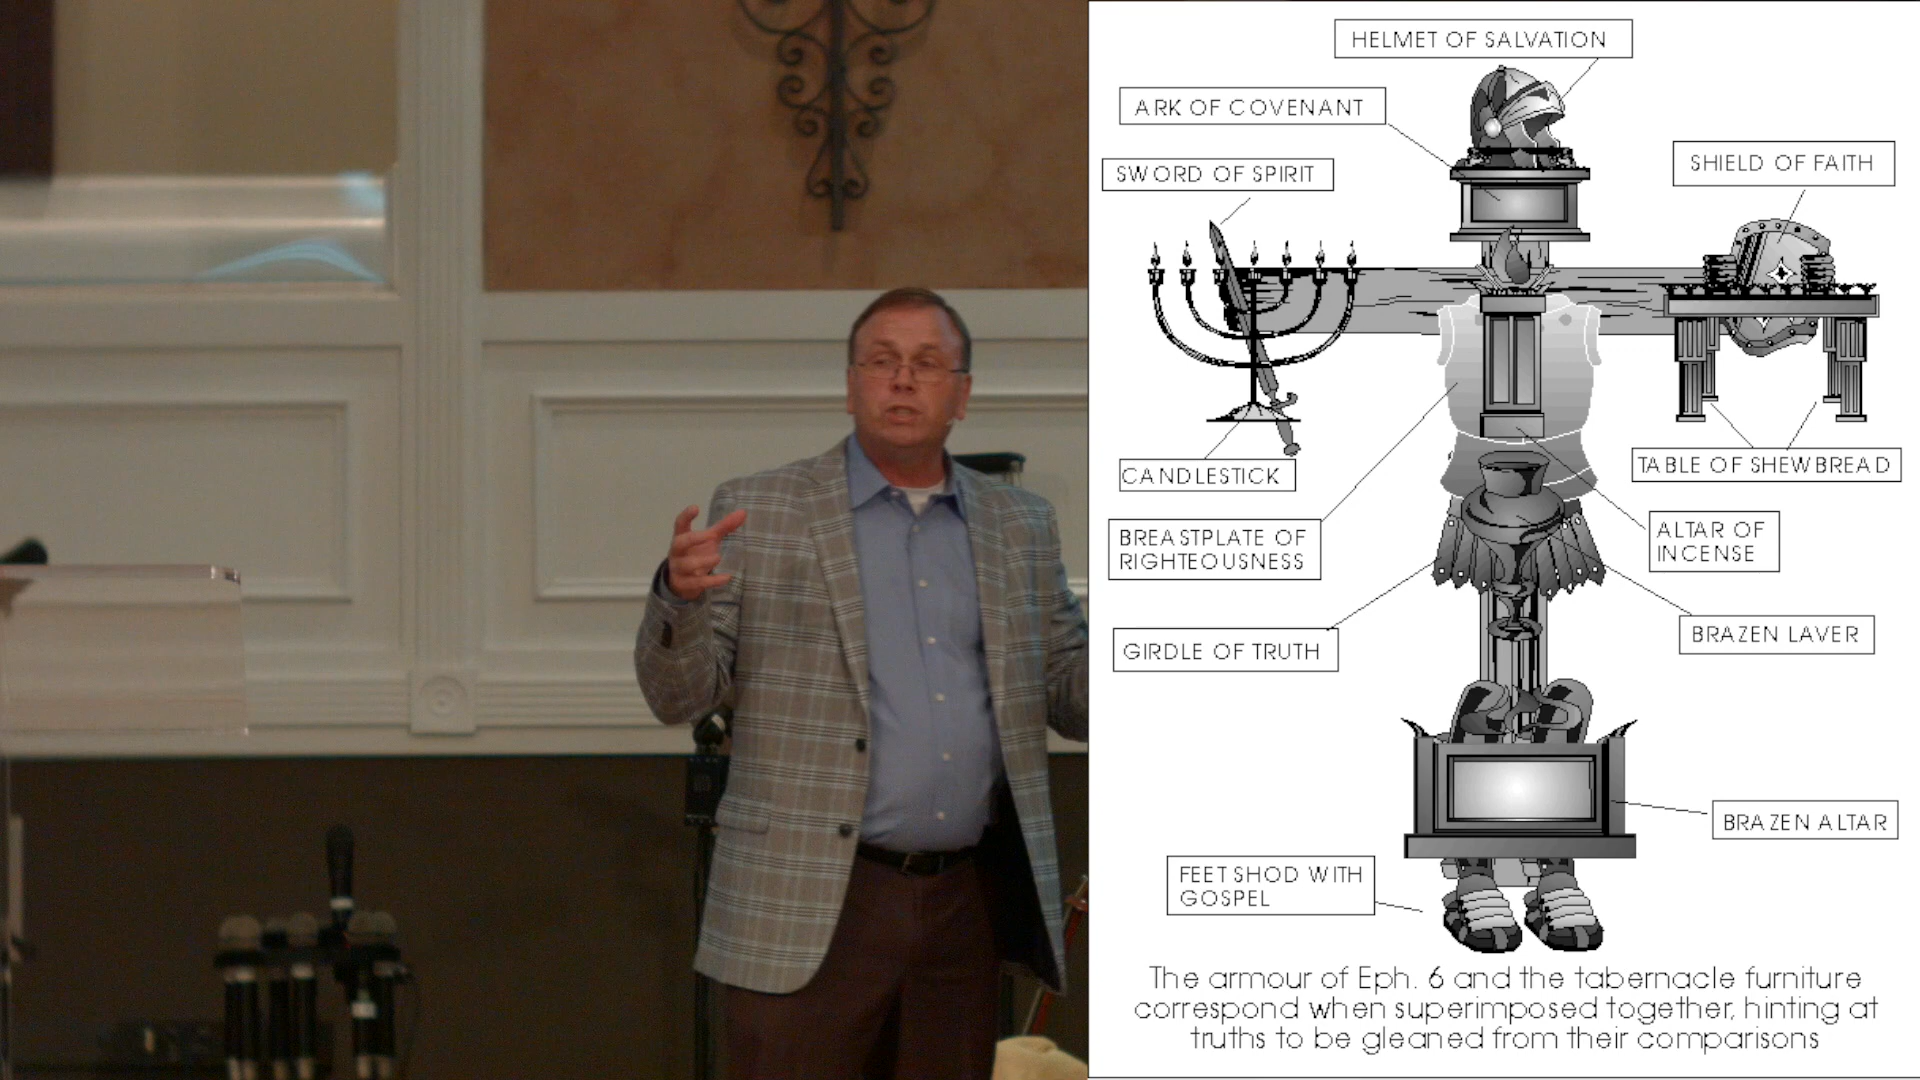 HELMET OF SALVATION
ARK OF COVENANT
SWORD OF SPIRIT
SHIELD OF FAITH
CANDLESTICK
TABLE OF SHEWBREAD
BREASTPLATE OF
RIGHTEOUSNESS
ALTAR OF
INCENSE
GIRDLE OF TRUTH
BRAZEN LAVER
BRAZEN ALTAR
FEET SHOD WITH
GOSPEL
The armour of Eph. 6 and the tabernacle furniture
correspond when superimposed together, hinting at
truths to be gleaned from their comparisons